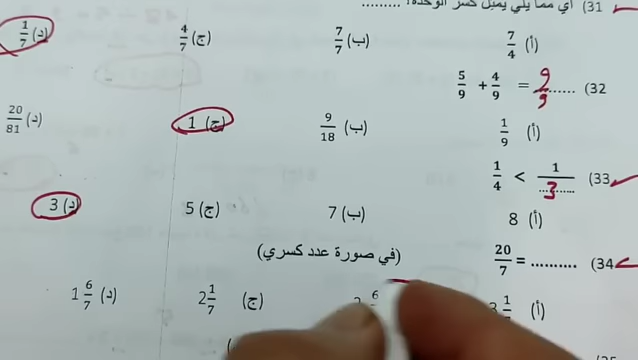 31) أي مما يلي يمثل كسر الوحدة؟ ..........
(أ) 7/4 (ب) 7/7 (ج) 4/7 (د) 1/7
32) ...... 9/9 = 4/9 + 5/9
(أ) 1/9 (ب) 9/18 (ج) 1 (د) 20/81
33) 1/...3... > 1/4
(أ) 8 (ب) 7 (ج) 5 (د) 3
34) .......... = 20/7 (في صورة عدد كسري)
(أ) (ج) 2 1/7 (د) 1 6/7